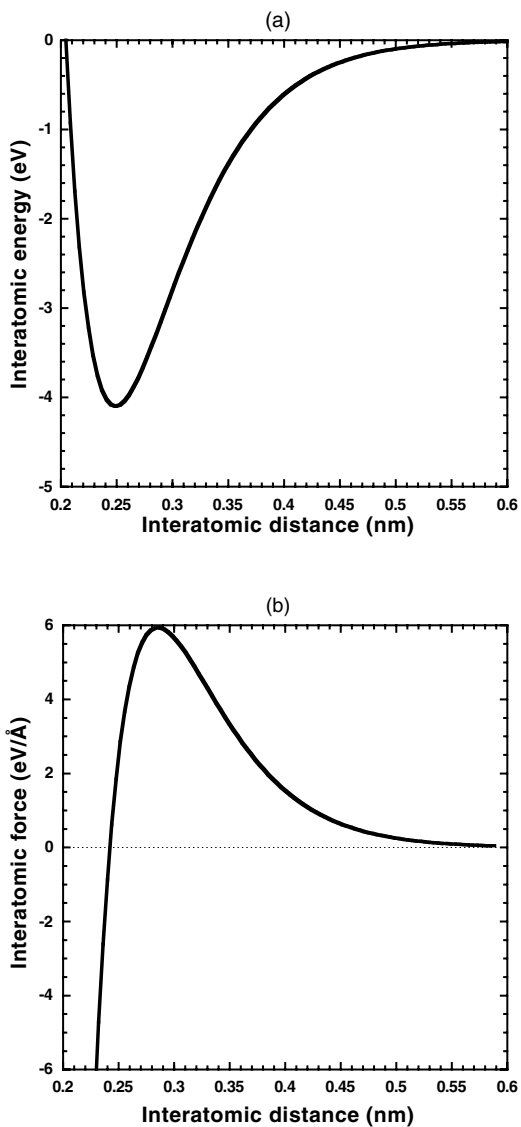 (a)
0
-1
-2
-3
-4
-5
Interatomic energy (eV)
0.2 0.25 0.3 0.35 0.4 0.45 0.5 0.55 0.6
Interatomic distance (nm)
(b)
6
4
2
0
-2
-4
-6
Interatomic force (eV/Å)
0.2 0.25 0.3 0.35 0.4 0.45 0.5 0.55 0.6
Interatomic distance (nm)